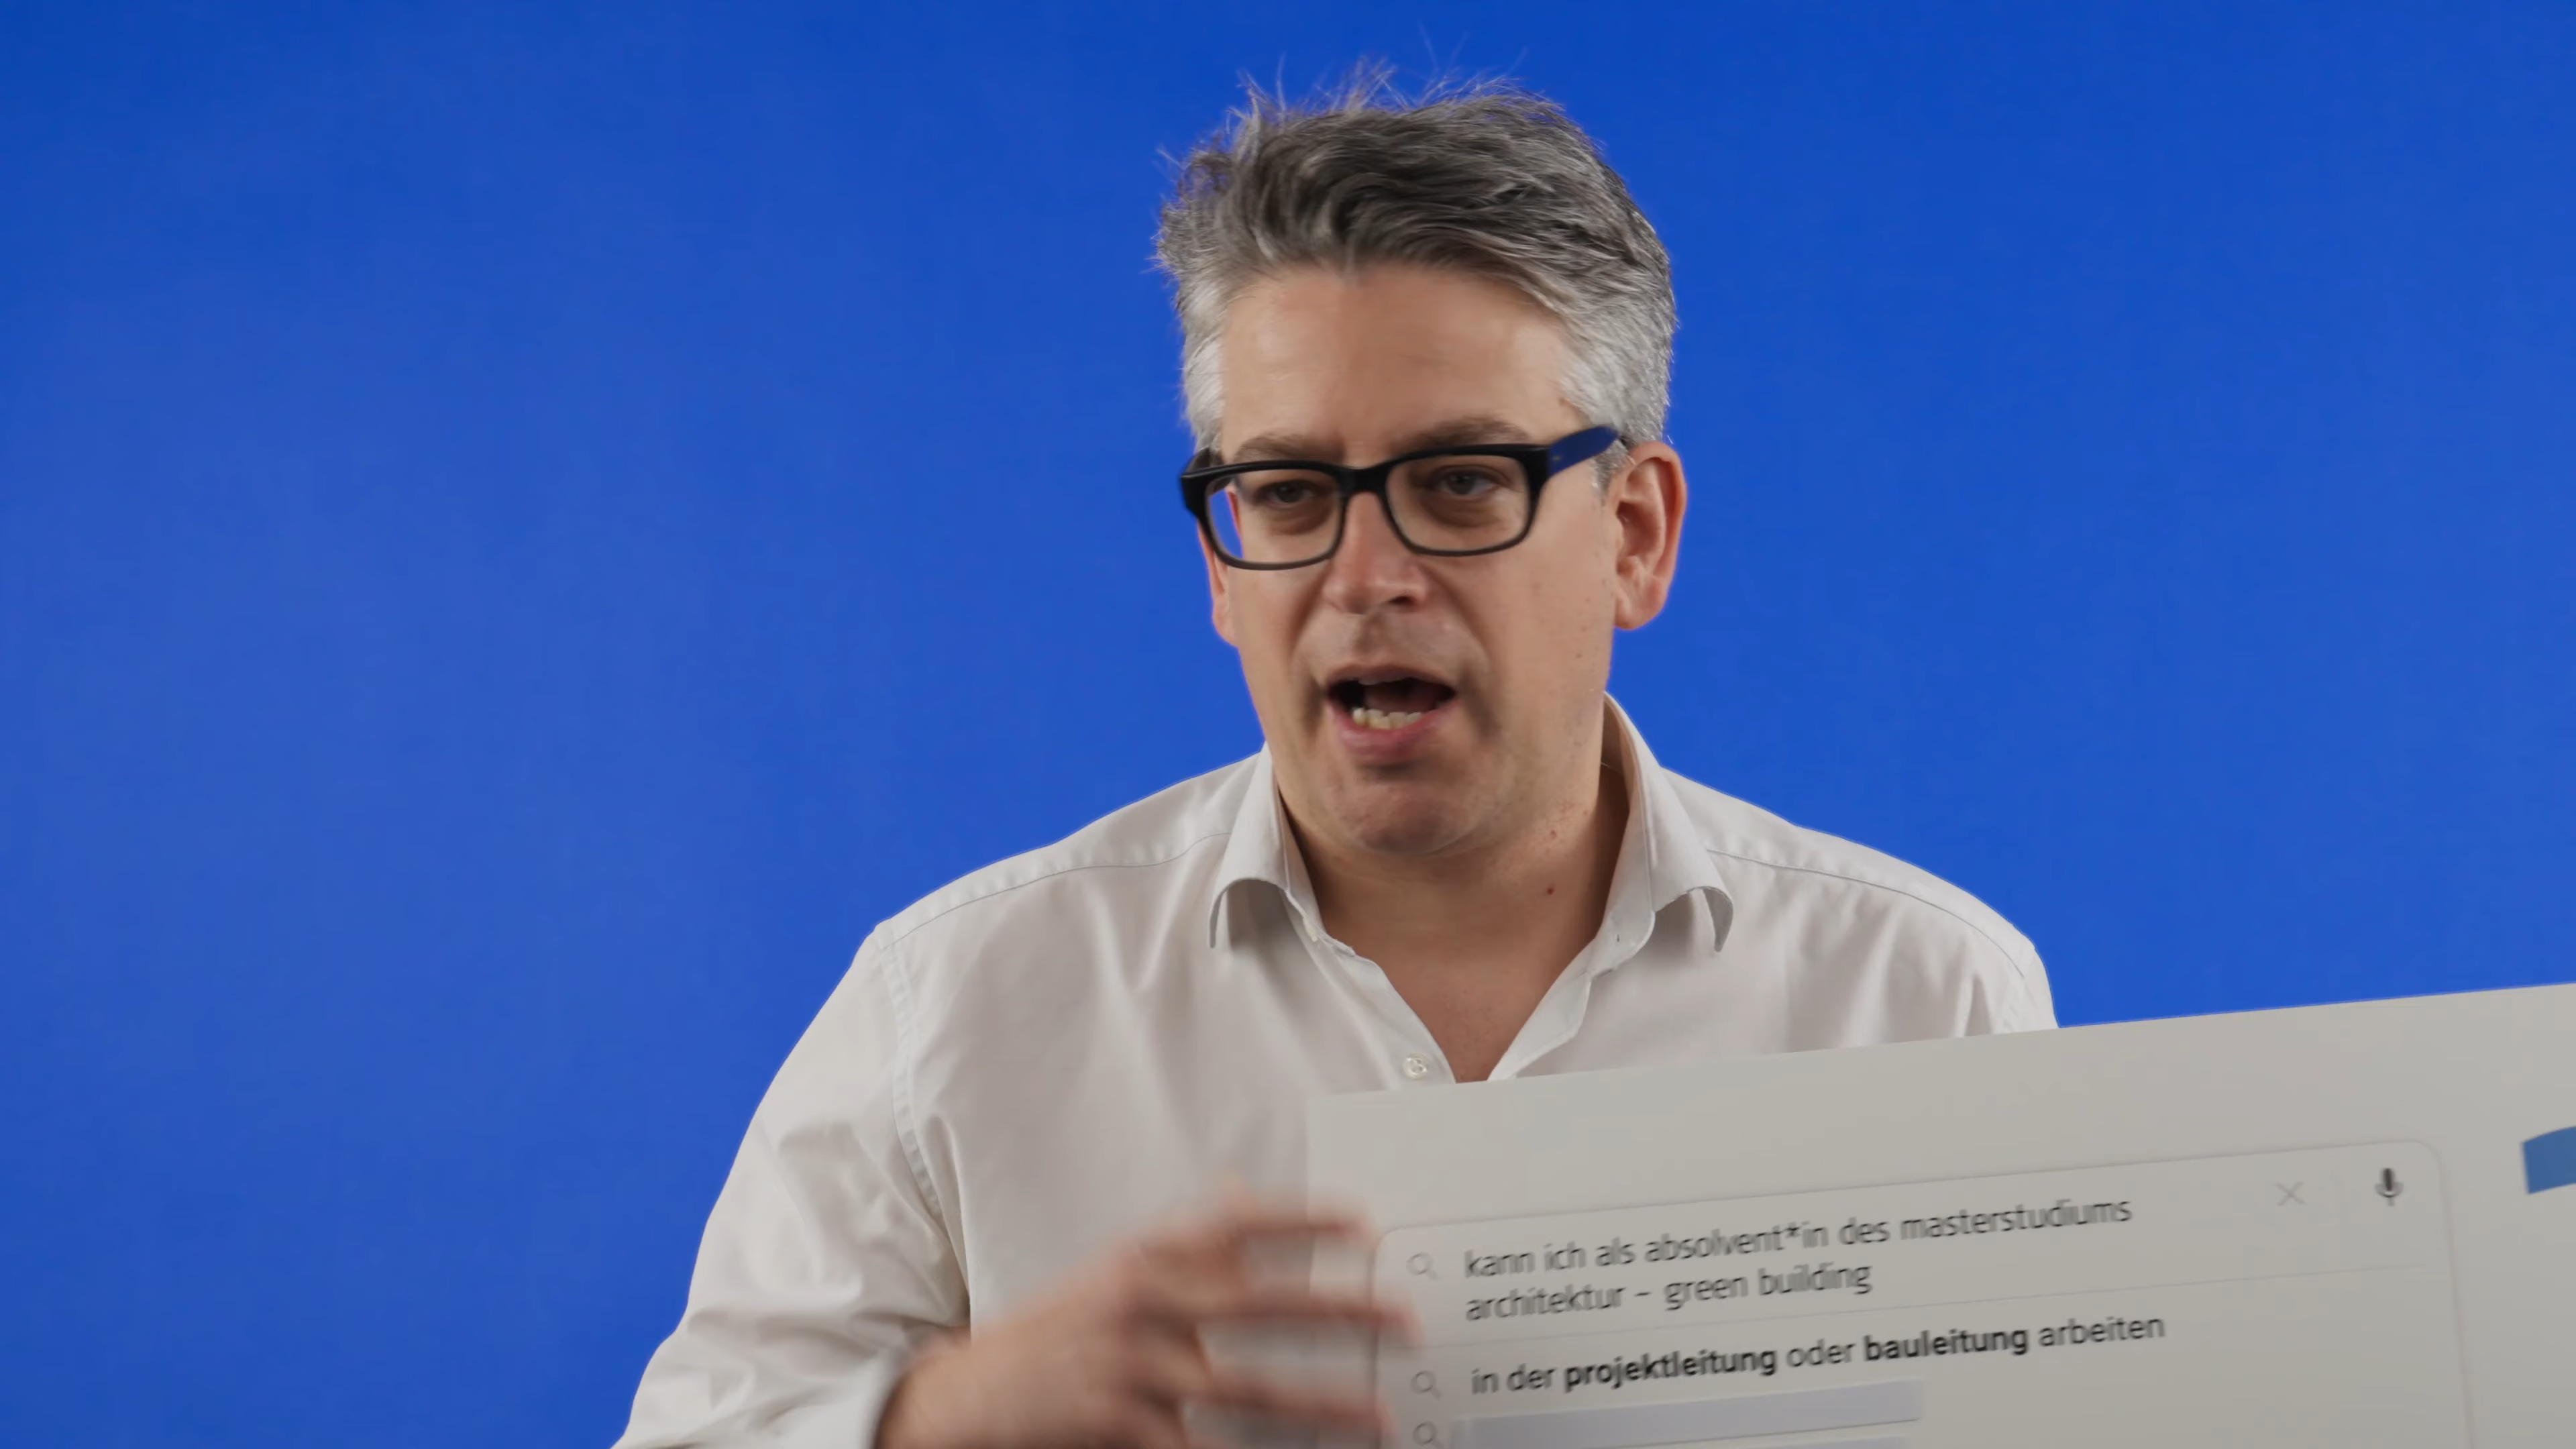 kann ich als absolvent*in des masterstudiums
architektur – green building
in der projektleitung oder bauleitung arbeiten